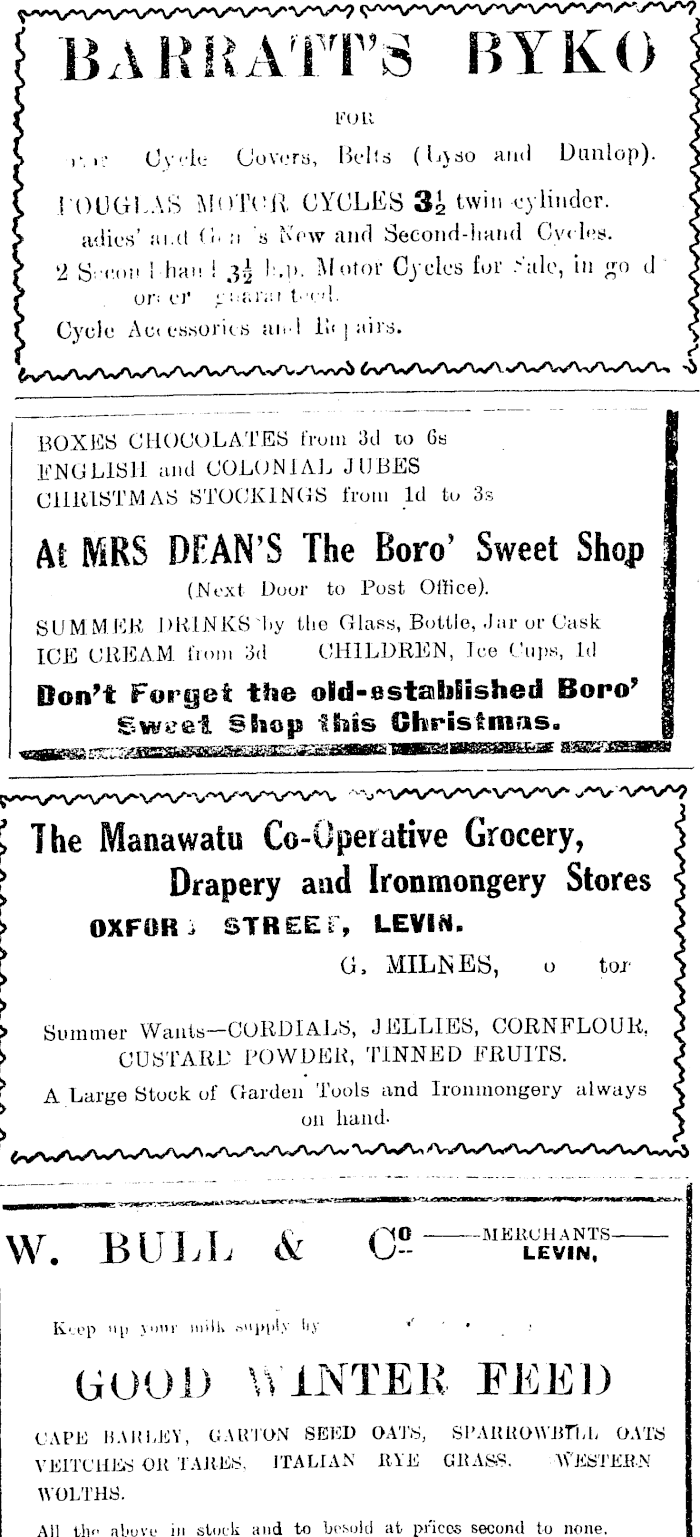 BARRATT'S BYKO
FOR
Cycle Covers, Belts (Lyso and Dunlop).
DOUGLAS MOTOR CYCLES 3½ twin-cylinder.
adies' and Gen 's New and Second-hand Cycles.
2 Second hand 3½ h.p. Motor Cycles for Sale, in go d
or er guaranteed.
Cycle Accessories and Repairs.
BOXES CHOCOLATES from 3d to 6s
ENGLISH and COLONIAL JUBES
CHRISTMAS STOCKINGS from 1d to 3s
At MRS DEAN'S The Boro' Sweet Shop
(Next Door to Post Office).
SUMMER DRINKS by the Glass, Bottle, Jar or Cask
ICE CREAM from 3d CHILDREN, Ice Cups, 1d
Don't Forget the old-established Boro'
Sweet Shop this Christmas.
The Manawatu Co-Operative Grocery,
Drapery and Ironmongery Stores
OXFORD STREET, LEVIN.
G. MILNES, o tor
Summer Wants—CORDIALS, JELLIES, CORNFLOUR,
CUSTARD POWDER, TINNED FRUITS.
A Large Stock of Garden Tools and Ironmongery always
on hand.
W. BULL & Co —MERCHANTS—
LEVIN,
Keep up your milk supply by
GOOD WINTER FEED
CAPE BARLEY, GARTON SEED OATS, SPARROWBILL OATS
VEITCHES OR TARES, ITALIAN RYE GRASS. WESTERN
WOLTHS.
All the above in stock and to besold at prices second to none.